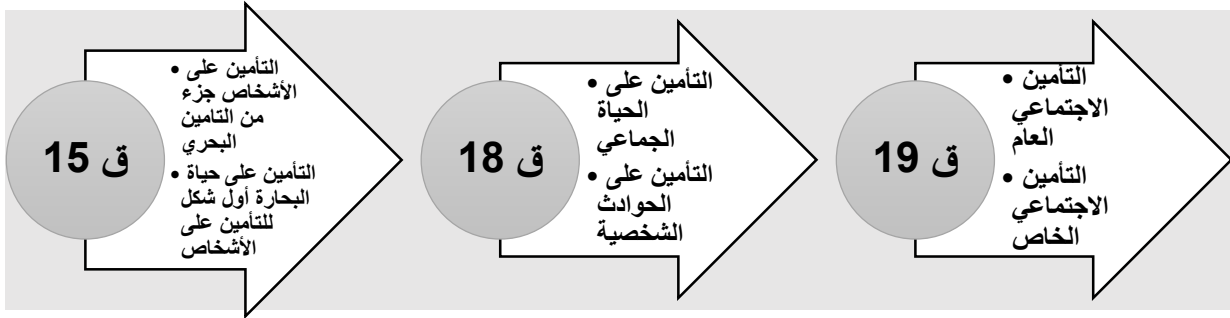 ق 15
• التأمين على
الأشخاص جزء
من التامين
البحري
• التأمين على حياة
البحارة أول شكل
للتأمين على
الأشخاص
ق 18
• التأمين على
الحياة
الجماعي
• التأمين على
الحوادث
الشخصية
ق 19
• التأمين
الاجتماعي
العام
• التأمين
الاجتماعي
الخاص